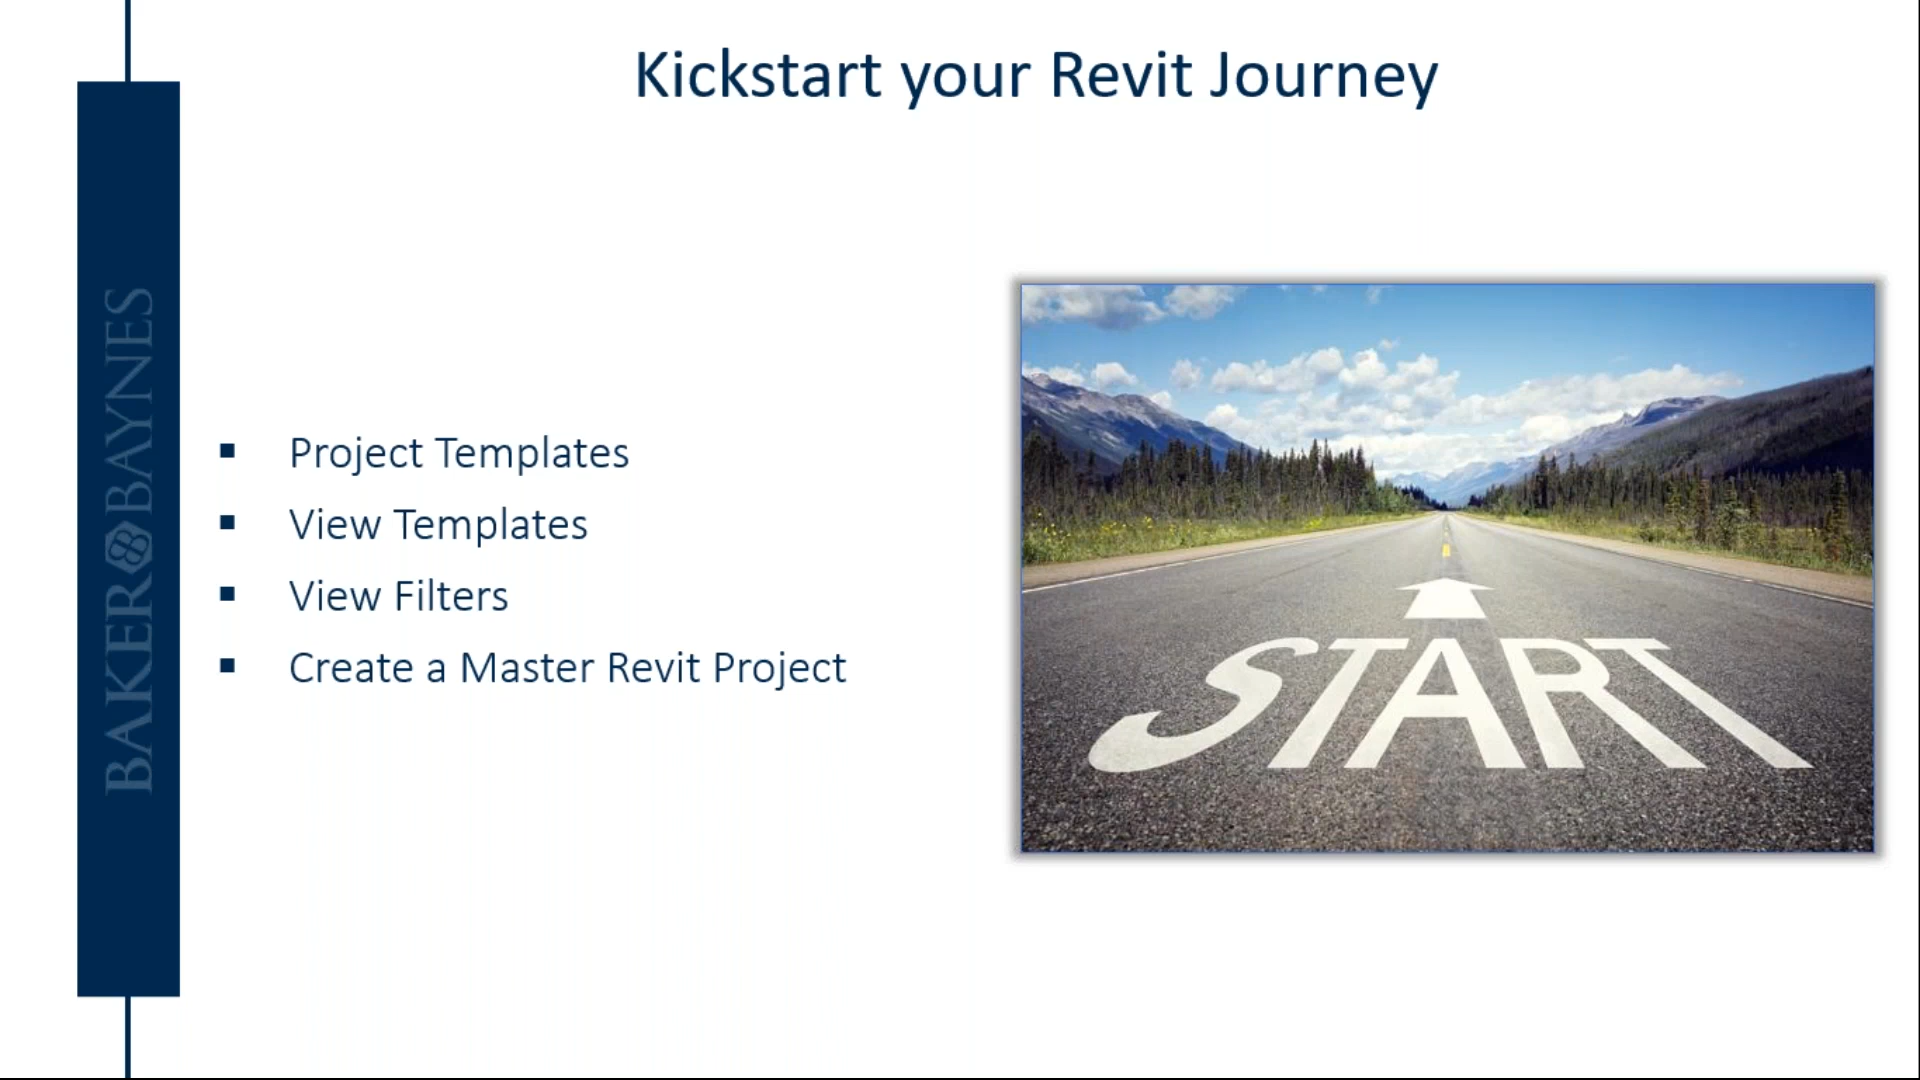 Kickstart your Revit Journey
BAKER BAYNES
Project Templates
View Templates
View Filters
Create a Master Revit Project
START